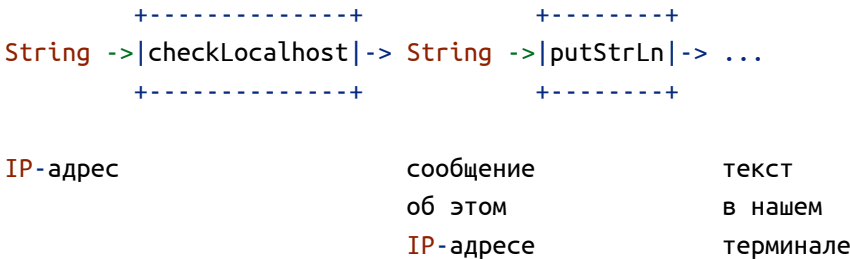 +--------------+ +--------+
String ->|checkLocalhost|-> String ->|putStrLn|-> ...
+--------------+ +--------+
IP-адрес сообщение текст
об этом в нашем
IP-адресе терминале